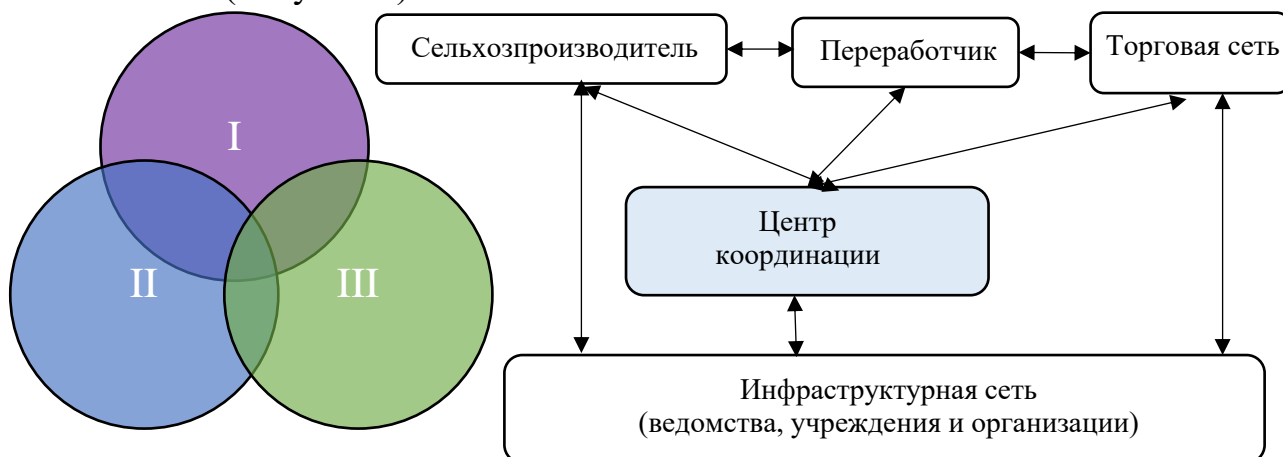 Сельхозпроизводитель
Переработчик
Торговая сеть
I
II
III
Центр
координации
Инфраструктурная сеть
(ведомства, учреждения и организации)